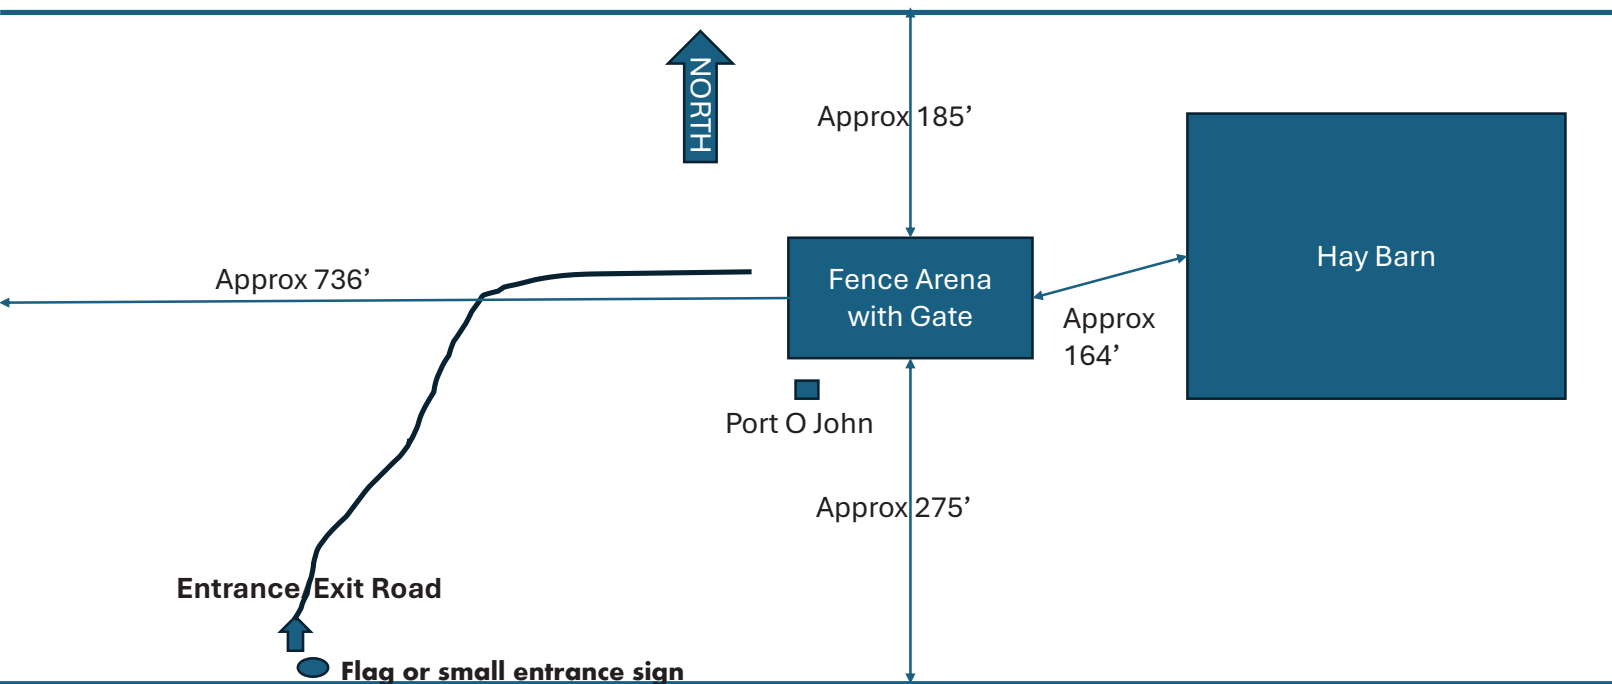 NORTH
Approx 185’
Hay Barn
Approx 736’
Fence Arena
with Gate
Approx
164’
Port O John
Approx 275’
Entrance/Exit Road
Flag or small entrance sign